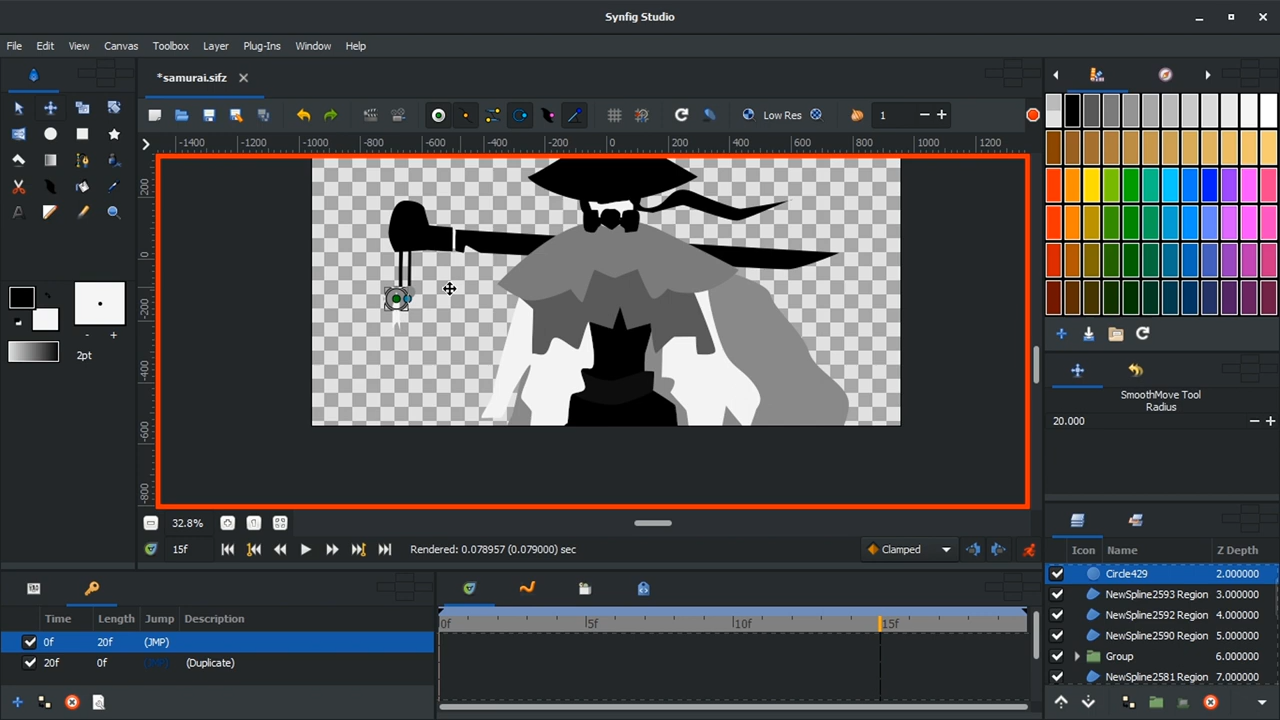 Synfig Studio
File Edit View Canvas Toolbox Layer Plug-Ins Window Help
*samurai.sifz
Low Res 1
-1400 -1200 -1000 -800 -600 -400 -200 0 200 400 600 800 1000 1200
200
0
-200
-400
-600
-800
2pt
SmoothMove Tool
Radius
20.000
32.8%
15f Rendered: 0.078957 (0.079000) sec Clamped
Icon Name Z Depth
Circle429 2.000000
NewSpline2593 Region 3.000000
NewSpline2592 Region 4.000000
NewSpline2590 Region 5.000000
Group 6.000000
NewSpline2581 Region 7.000000
Time Length Jump Description
0f 20f (JMP)
20f 0f (JMP) (Duplicate)
0f 5f 10f 15f